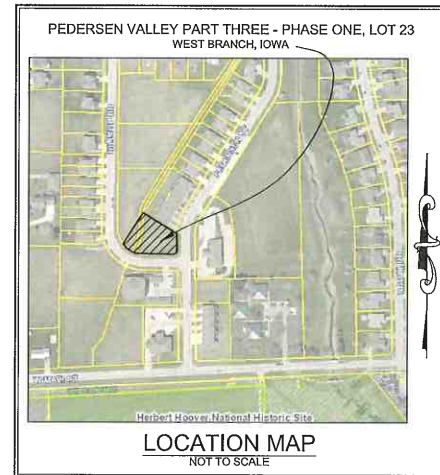 PEDERSEN VALLEY PART THREE - PHASE ONE, LOT 23
WEST BRANCH, IOWA
Herbert Hoover National Historic Site
LOCATION MAP
NOT TO SCALE